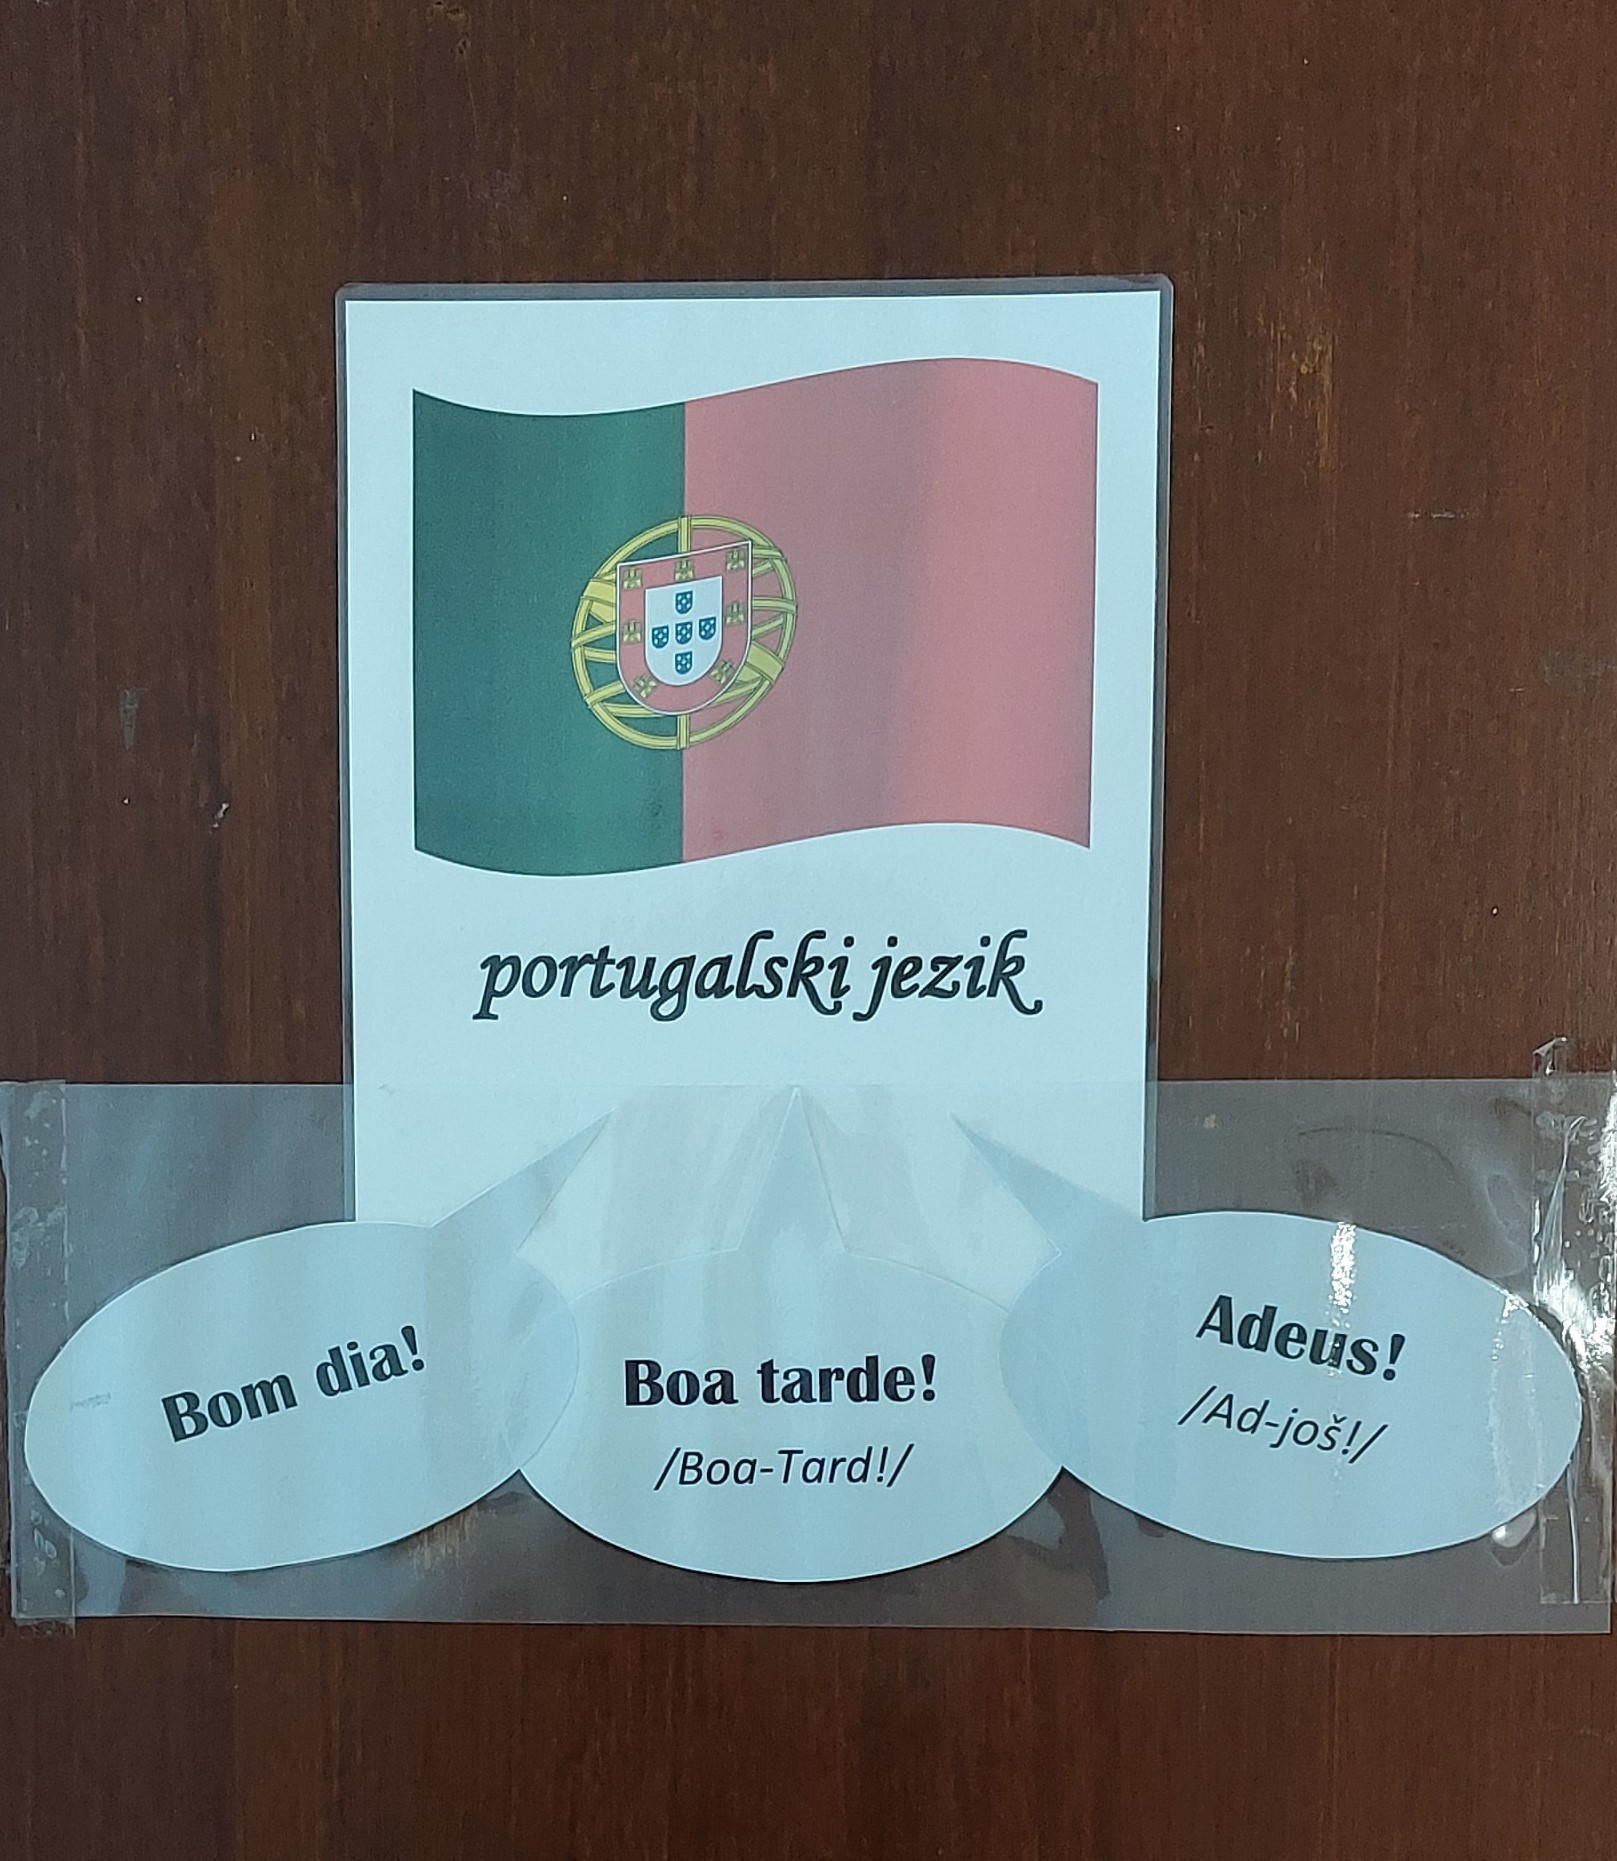 portugalski jezik
Bom dia!
Boa tarde!
/Boa-Tard!/
Adeus!
/Ad-još!/